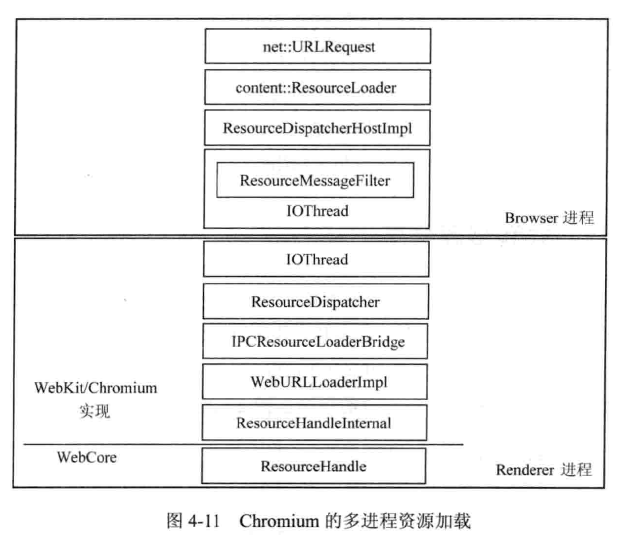 net::URLRequest
content::ResourceLoader
ResourceDispatcherHostImpl
ResourceMessageFilter
IOThread
Browser 进程
IOThread
ResourceDispatcher
IPCResourceLoaderBridge
WebURLLoaderImpl
WebKit/Chromium
实现
ResourceHandleInternal
WebCore
ResourceHandle
Renderer 进程
图 4-11 Chromium 的多进程资源加载